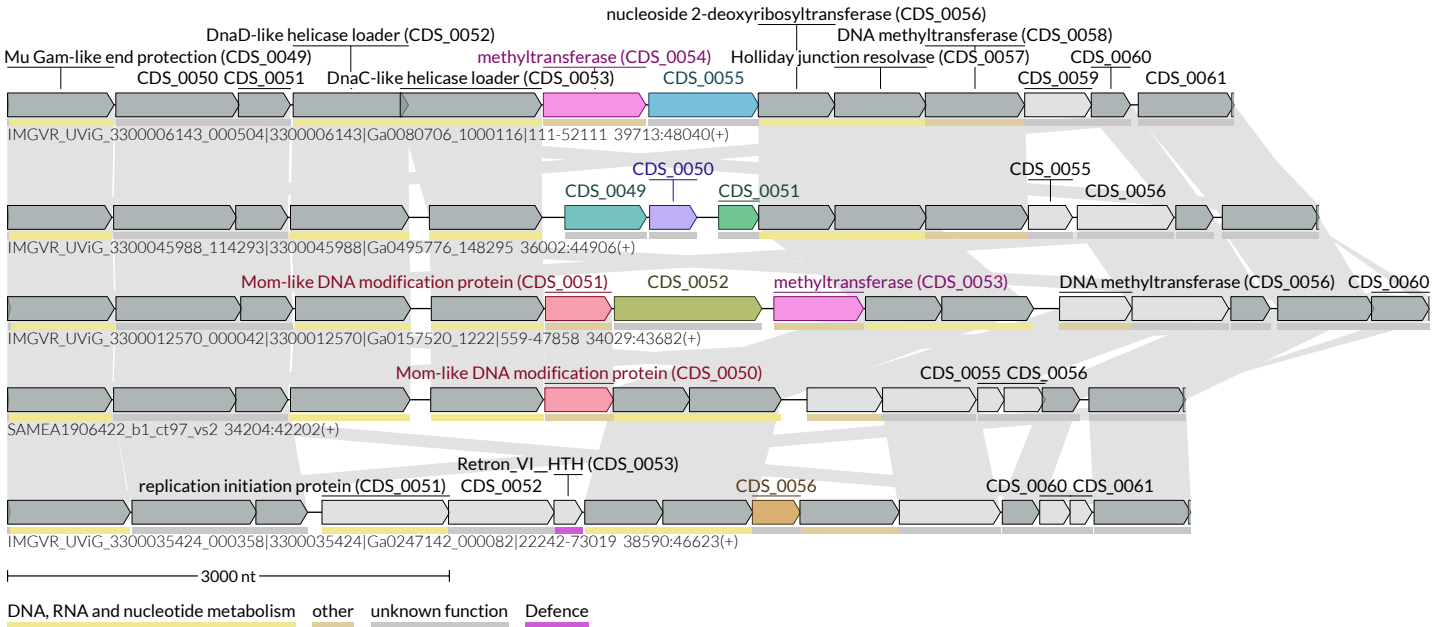 nucleoside 2-deoxyribosyltransferase (CDS_0056)
DnaD-like helicase loader (CDS_0052) DNA methyltransferase (CDS_0058)
Mu Gam-like end protection (CDS_0049) methyltransferase (CDS_0054) Holliday junction resolvase (CDS_0057) CDS_0060
CDS_0050 CDS_0051 DnaC-like helicase loader (CDS_0053) CDS_0055 CDS_0059 CDS_0061
IMGVR_UViG_3300006143_000504|3300006143|Ga0080706_1000116|111-52111 39713:48040(+)
CDS_0050 CDS_0055
CDS_0049 CDS_0051 CDS_0056
IMGVR_UViG_3300045988_114293|3300045988|Ga0495776_148295 36002:44906(+)
Mom-like DNA modification protein (CDS_0051) CDS_0052 methyltransferase (CDS_0053) DNA methyltransferase (CDS_0056) CDS_0060
IMGVR_UViG_3300012570_000042|3300012570|Ga0157520_1222|559-47858 34029:43682(+)
Mom-like DNA modification protein (CDS_0050) CDS_0055 CDS_0056
SAMEA1906422_b1_ct97_vs2 34204:42202(+)
Retron_VI__HTH (CDS_0053)
replication initiation protein (CDS_0051) CDS_0052 CDS_0056 CDS_0060 CDS_0061
IMGVR_UViG_3300035424_000358|3300035424|Ga0247142_000082|22242-73019 38590:46623(+)
3000 nt
DNA, RNA and nucleotide metabolism other unknown function Defence